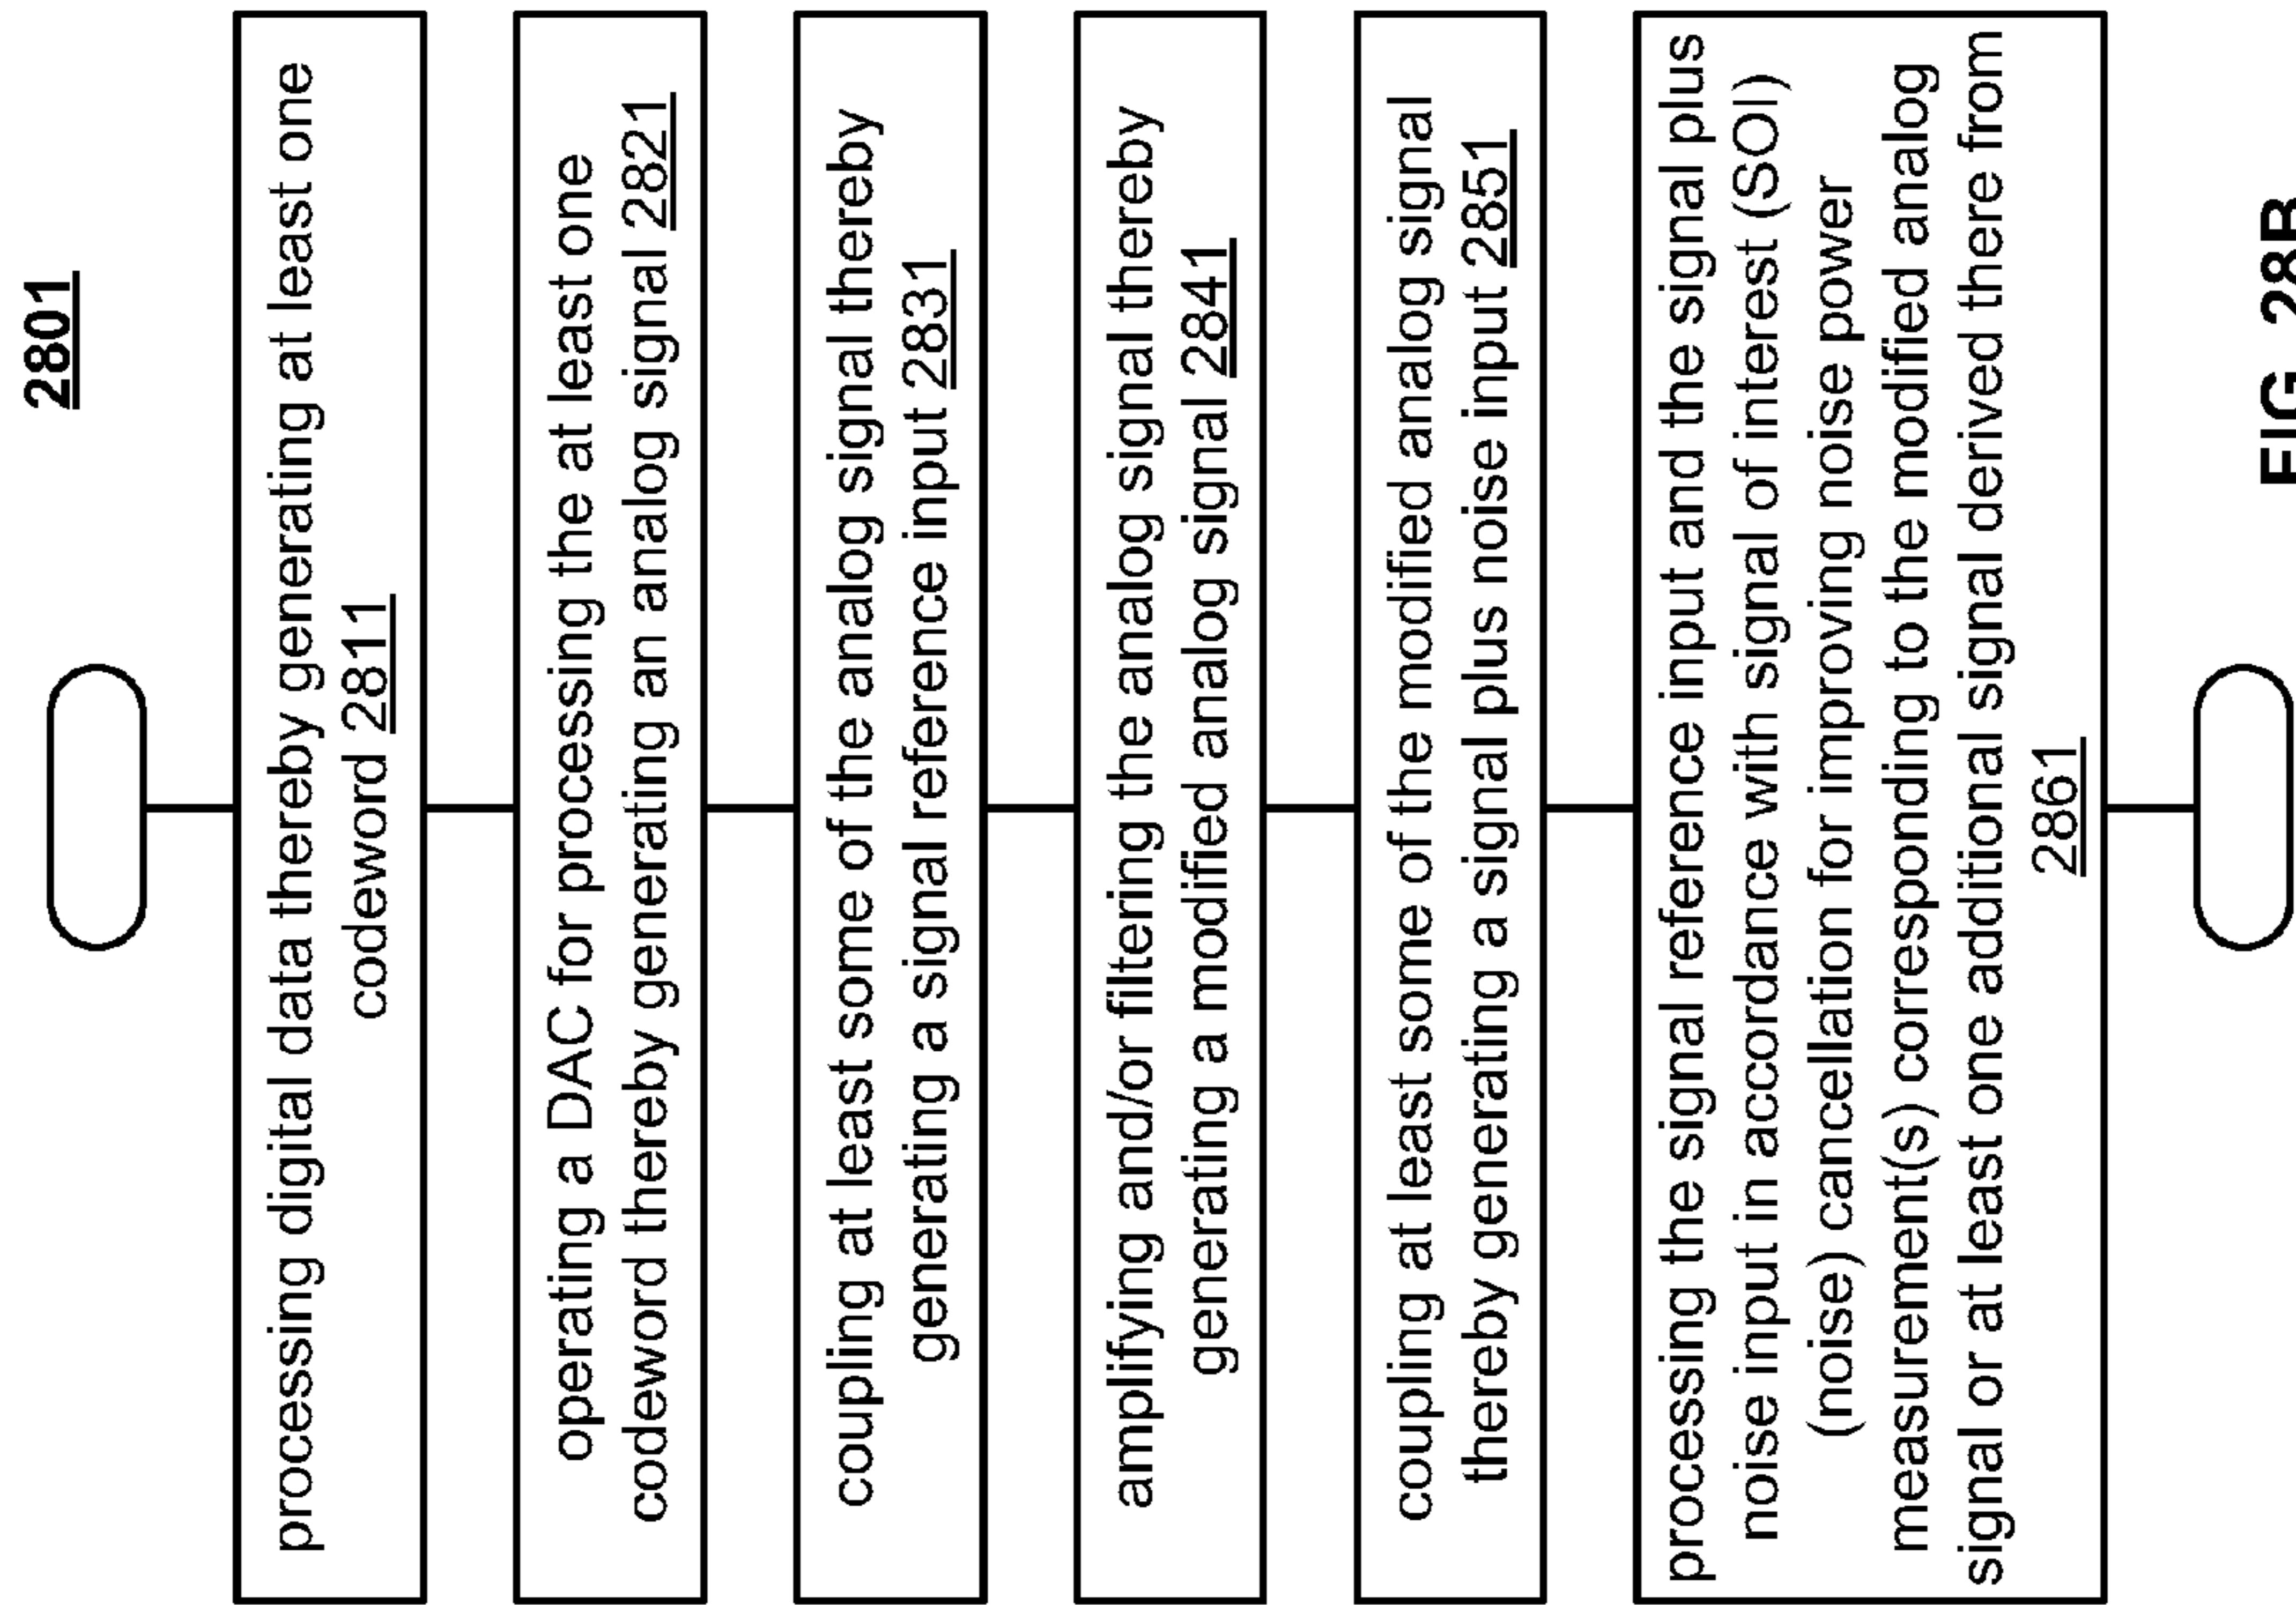 2801
processing digital data thereby generating at least one
codeword 2811
operating a DAC for processing the at least one
codeword thereby generating an analog signal 2821
coupling at least some of the analog signal thereby
generating a signal reference input 2831
amplifying and/or filtering the analog signal thereby
generating a modified analog signal 2841
coupling at least some of the modified analog signal
thereby generating a signal plus noise input 2851
processing the signal reference input and the signal plus
noise input in accordance with signal of interest (SOI)
(noise) cancellation for improving noise power
measurement(s) corresponding to the modified analog
signal or at least one additional signal derived there from
2861
FIG. 28B